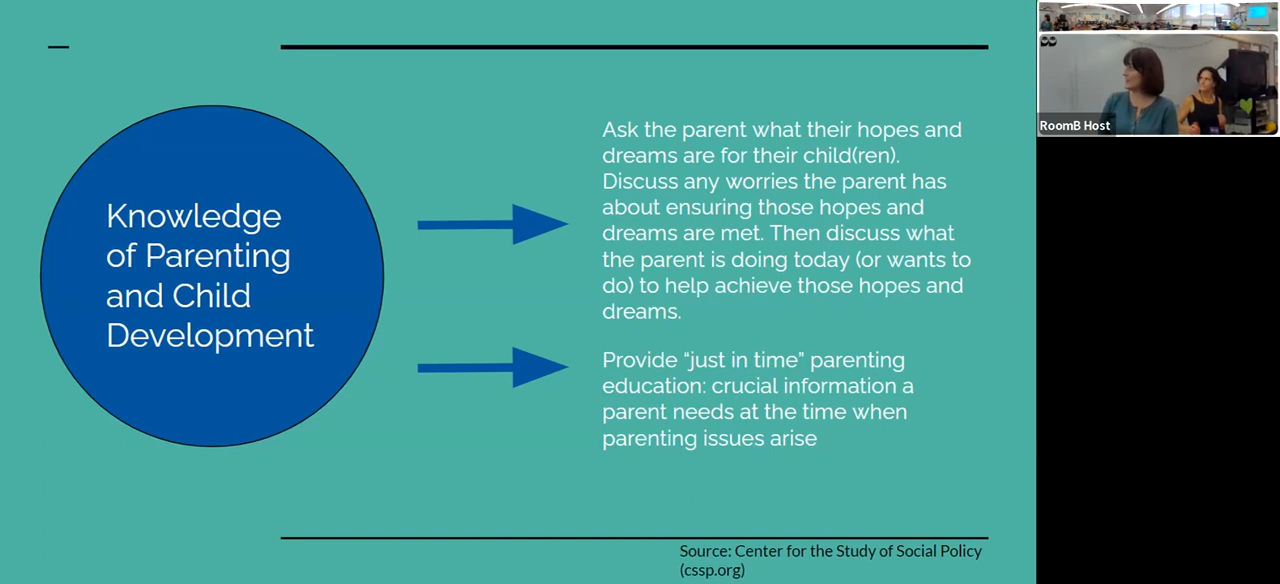 Knowledge
of Parenting
and Child
Development
Ask the parent what their hopes and
dreams are for their child(ren).
Discuss any worries the parent has
about ensuring those hopes and
dreams are met. Then discuss what
the parent is doing today (or wants to
do) to help achieve those hopes and
dreams.
Provide “just in time” parenting
education: crucial information a
parent needs at the time when
parenting issues arise
Source: Center for the Study of Social Policy
(cssp.org)
RoomB Host